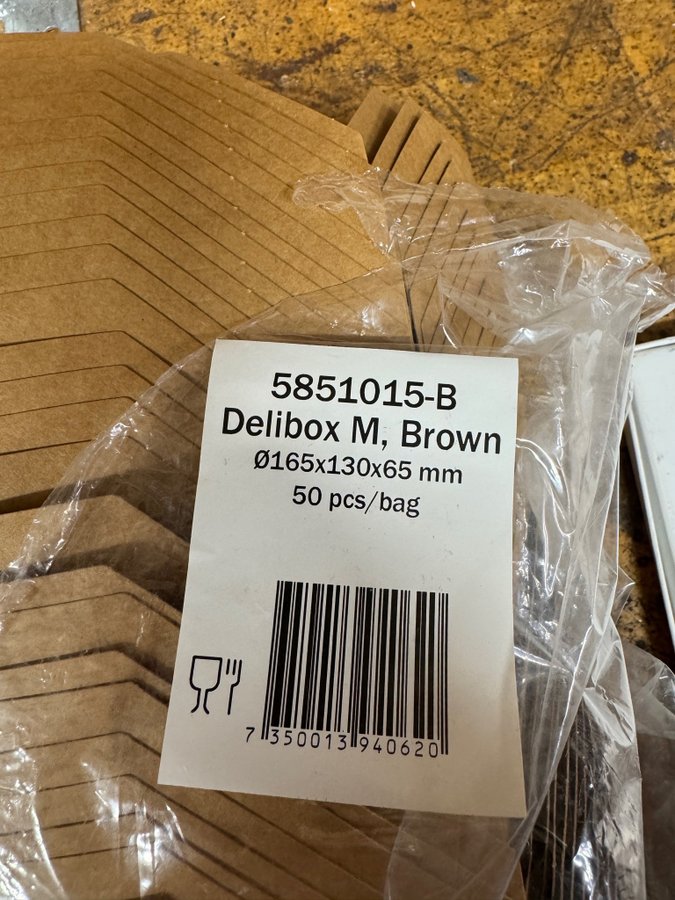 5851015-B
Delibox M, Brown
Ø165x130x65 mm
50 pcs/bag
7 350013 940620